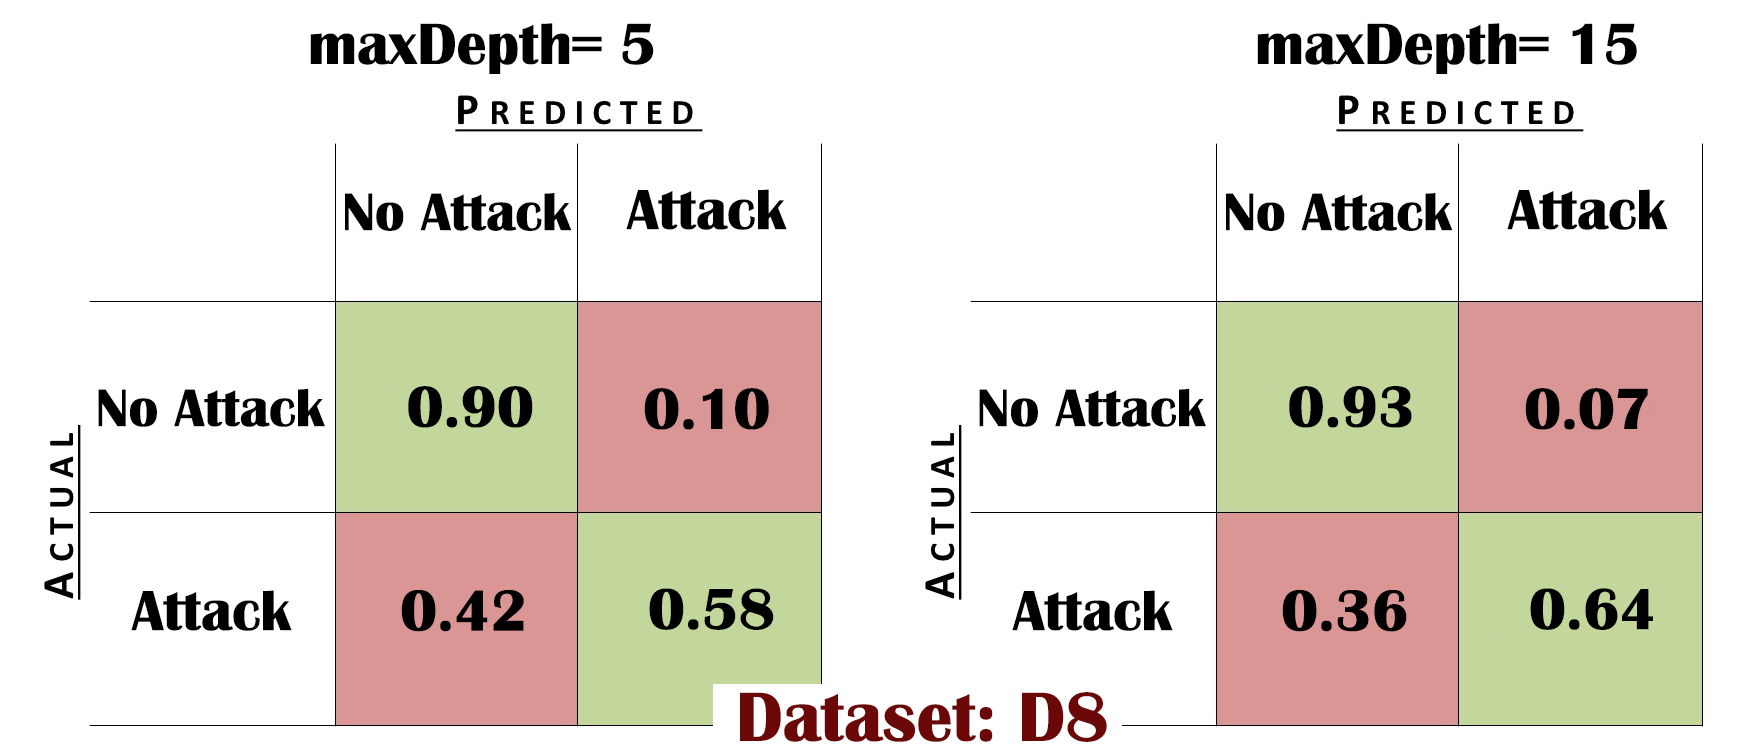 maxDepth= 5
PREDICTED
No Attack Attack
No Attack 0.90 0.10
Attack 0.42 0.58
ACTUAL
maxDepth= 15
PREDICTED
No Attack Attack
No Attack 0.93 0.07
Attack 0.36 0.64
ACTUAL
Dataset: D8